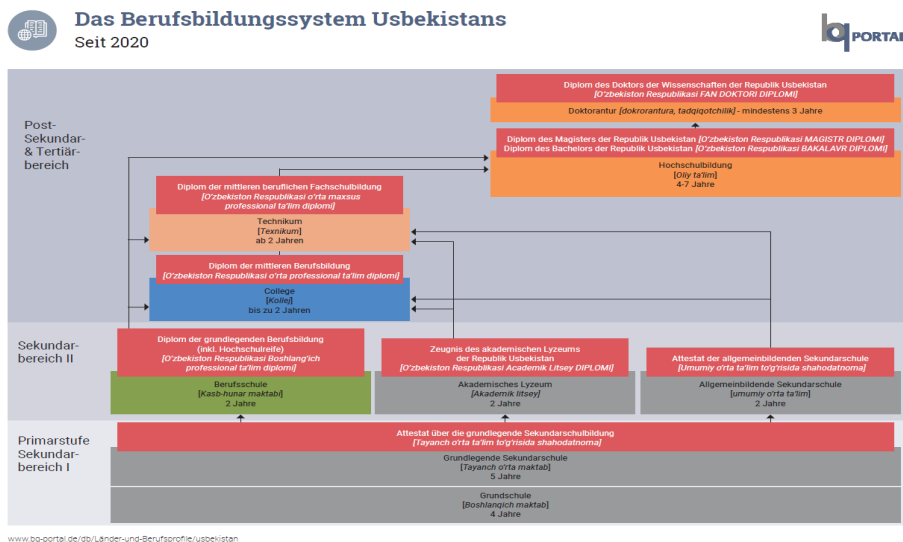 Das Berufsbildungssystem Usbekistans
Seit 2020
bq PORTAL
Post-
Sekundar-
& Tertiär-
bereich
Diplom des Doktors der Wissenschaften der Republik Usbekistan
[O'zbekiston Respublikasi FAN DOKTORI DIPLOMI]
Doktorantur [dokrorantura, tadqiqotchilik] - mindestens 3 Jahre
Diplom des Magisters der Republik Usbekistan [O'zbekiston Respublikasi MAGISTR DIPLOMI]
Diplom des Bachelors der Republik Usbekistan [O'zbekiston Respublikasi BAKALAVR DIPLOMI]
Hochschulbildung
[Oliy ta'lim]
4-7 Jahre
Diplom der mittleren beruflichen Fachschulbildung
[O'zbekiston Respublikasi o'rta maxsus
professional ta'lim diplomi]
Technikum
[Texnikum]
ab 2 Jahren
Diplom der mittleren Berufsbildung
[O'zbekiston Respublikasi o'rta professional ta'lim diplomi]
College
[Kollej]
bis zu 2 Jahren
Sekundar-
bereich II
Diplom der grundlegenden Berufsbildung
(inkl. Hochschulreife)
[O'zbekiston Respublikasi Boshlang'ich
professional ta'lim diplomi]
Berufsschule
[Kasb-hunar maktabi]
2 Jahre
Zeugnis des akademischen Lyzeums
der Republik Usbekistan
[O'zbekiston Respublikasi Academik Litsey DIPLOMI]
Akademisches Lyzeum
[Akademik litsey]
2 Jahre
Attestat der allgemeinbildenden Sekundarschule
[Umumiy o'rta ta'lim to'g'risida shahodatnoma]
Allgemeinbildende Sekundarschule
[umumiy o'rta ta'lim]
2 Jahre
Primarstufe
Sekundar-
bereich I
Attestat über die grundlegende Sekundarschulbildung
[Tayanch o'rta ta'lim to'g'risida shahodatnoma]
Grundlegende Sekundarschule
[Tayanch o'rta maktab]
5 Jahre
Grundschule
[Boshlanqich maktab]
4 Jahre
www.bq-portal.de/db/Länder-und-Berufsprofile/usbekistan